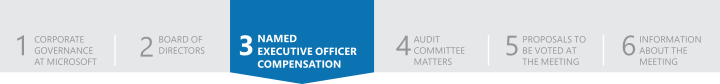 1 CORPORATE
GOVERNANCE
AT MICROSOFT
2 BOARD OF
DIRECTORS
3 NAMED
EXECUTIVE OFFICER
COMPENSATION
4 AUDIT
COMMITTEE
MATTERS
5 PROPOSALS TO
BE VOTED AT
THE MEETING
6 INFORMATION
ABOUT THE
MEETING